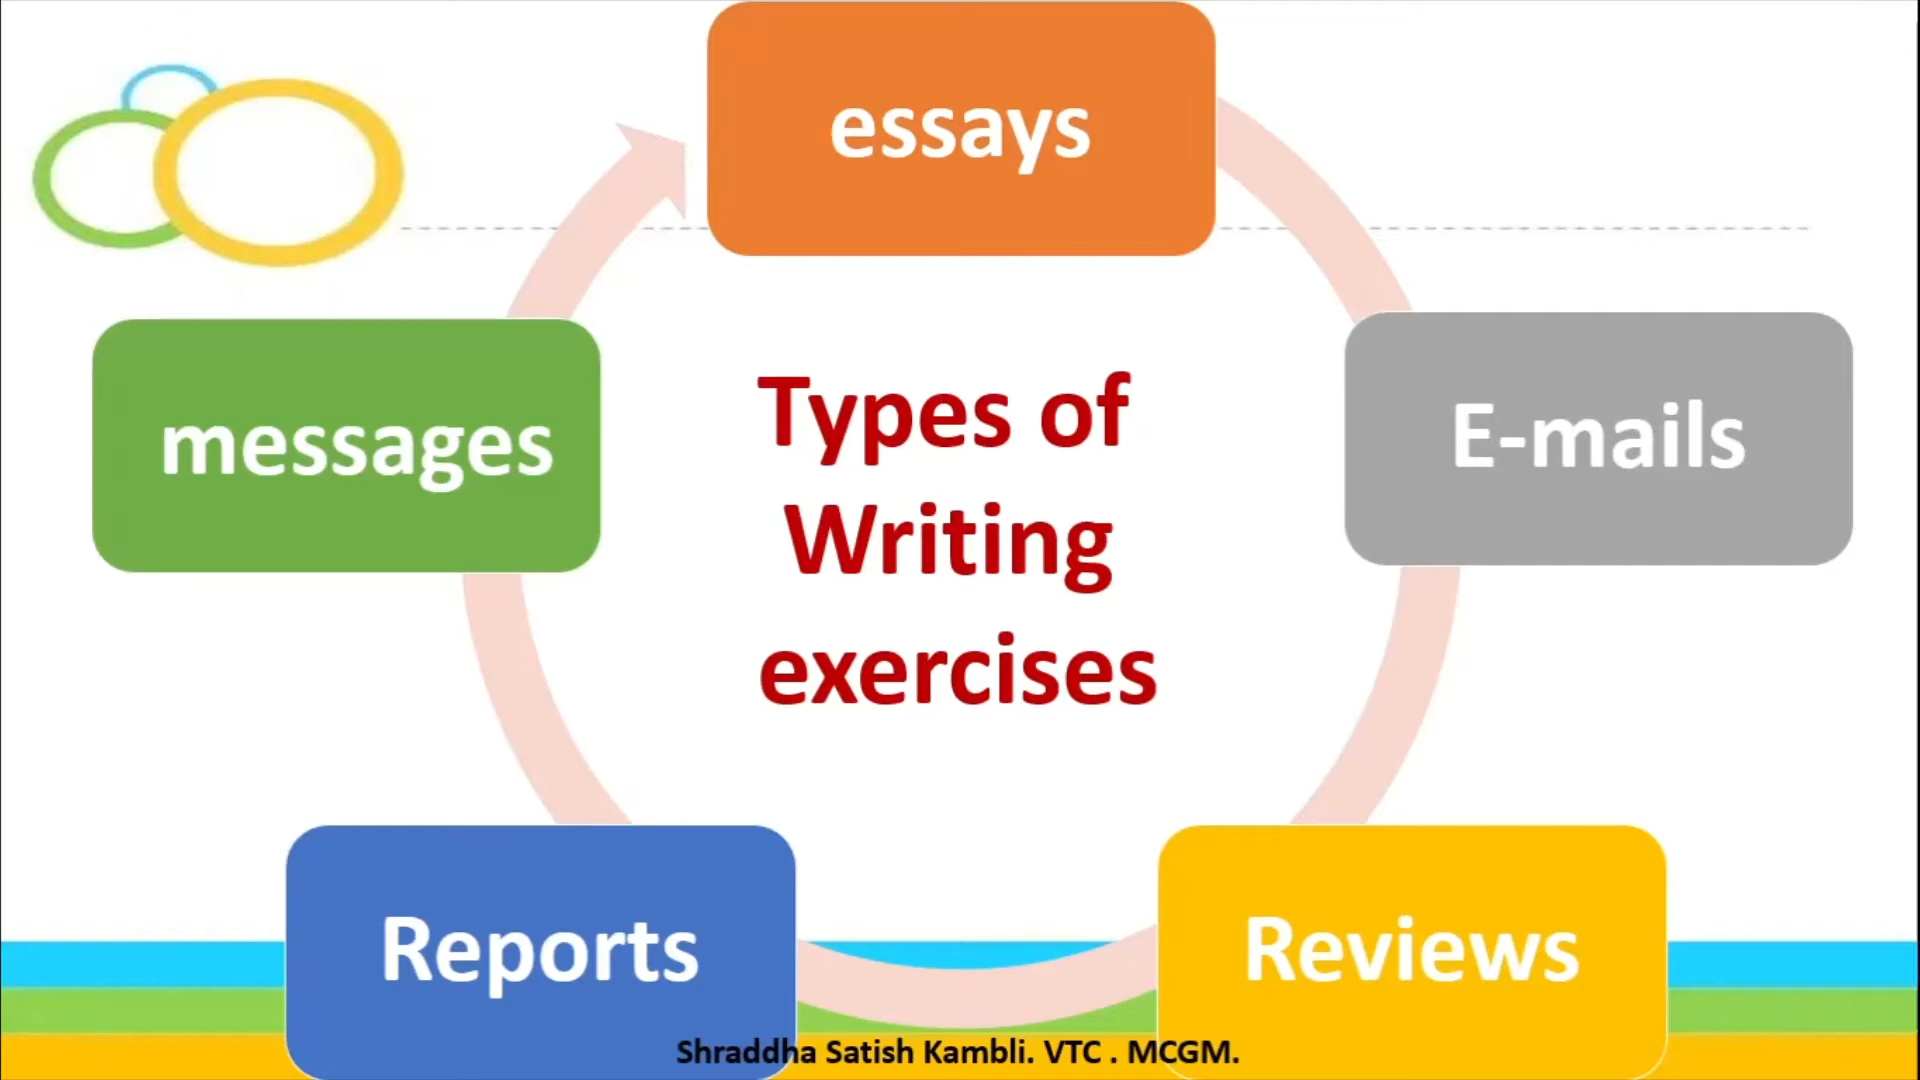 essays
messages
E-mails
Types of
Writing
exercises
Reports
Reviews
Shraddha Satish Kambli. VTC . MCGM.